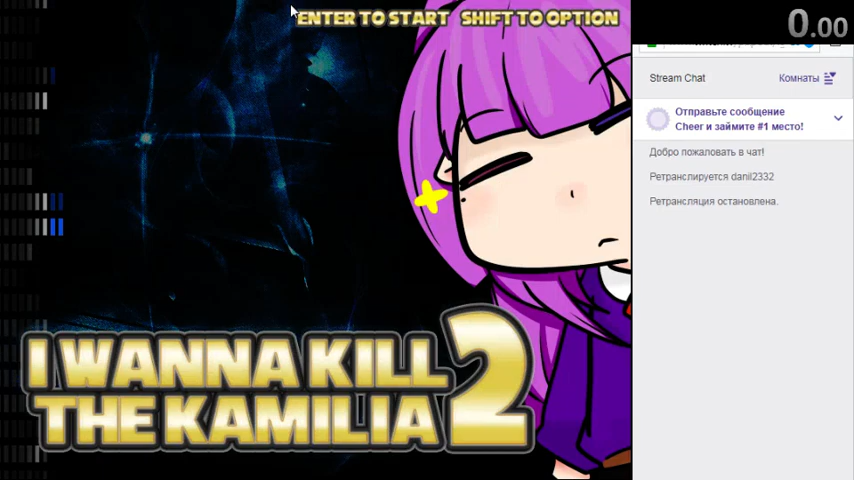 ENTER TO START SHIFT TO OPTION
0.00
Stream Chat
Комнаты
Отправьте сообщение
Cheer и займите #1 место!
Добро пожаловать в чат!
Ретранслируется danil2332
Ретрансляция остановлена.
I WANNA KILL
THE KAMILIA 2